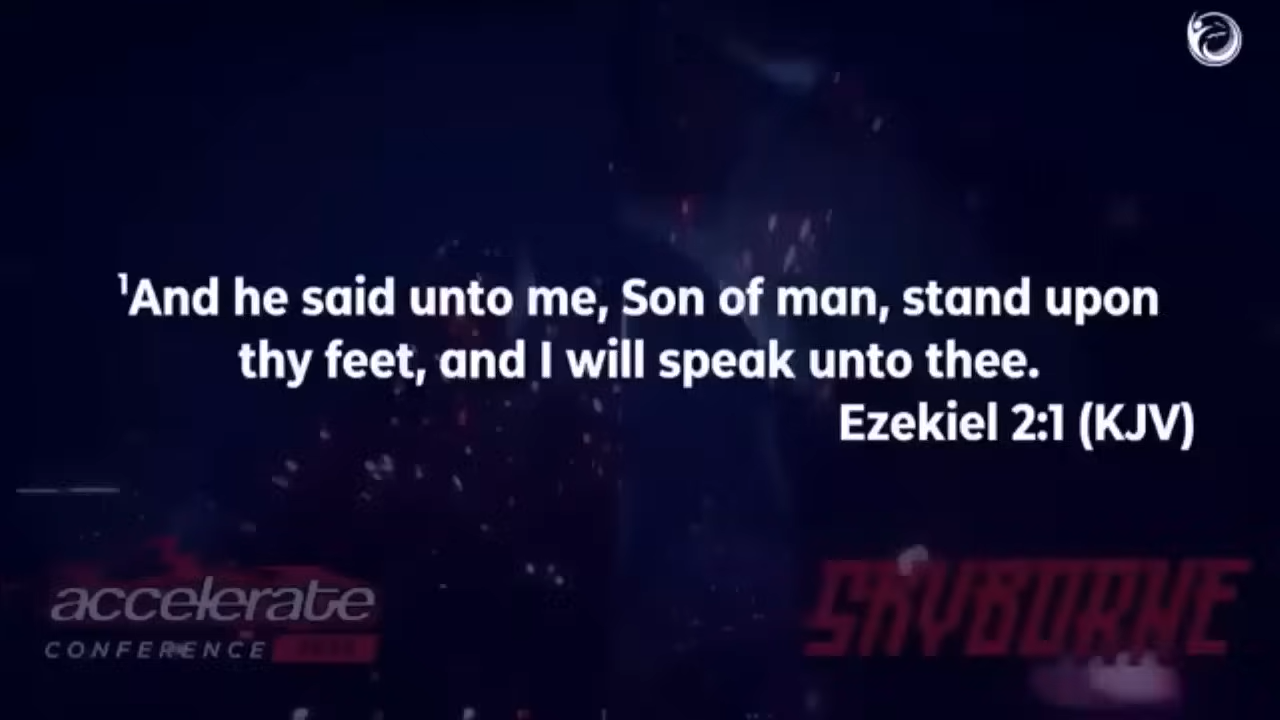 ¹And he said unto me, Son of man, stand upon
thy feet, and I will speak unto thee.
Ezekiel 2:1 (KJV)
accelerate
CONFERENCE
SKYBORNE